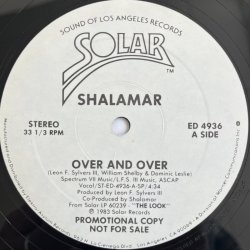 SOUND OF LOS ANGELES RECORDS
SOLAR
TM
SHALAMAR
STEREO
33 1/3 RPM
ED 4936
A SIDE
OVER AND OVER
(Leon F. Sylvers III, William Shelby & Dominic Leslie)
Spectrum VII Music/L.F.S. III Music, ASCAP
Vocal/ST-ED-4936-A-SP/4:34
Produced by Leon F. Sylvers III
Co-Produced by Shalamar
From Solar LP 60239 - "THE LOOK"
℗ 1983 Solar Records
PROMOTIONAL COPY
NOT FOR SALE